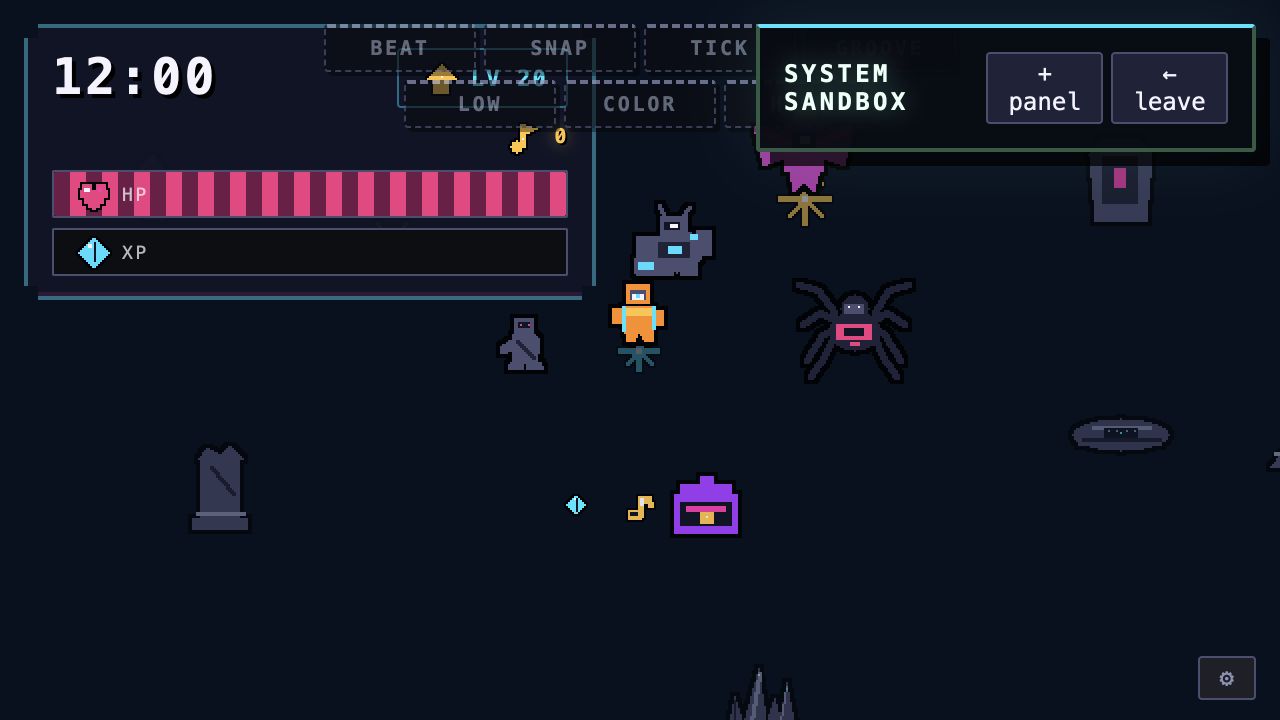 BEAT
SNAP
TICK
GROOVE
12:00
LV 20
LOW
COLOR
0
HP
XP
SYSTEM
SANDBOX
+
panel
←
leave